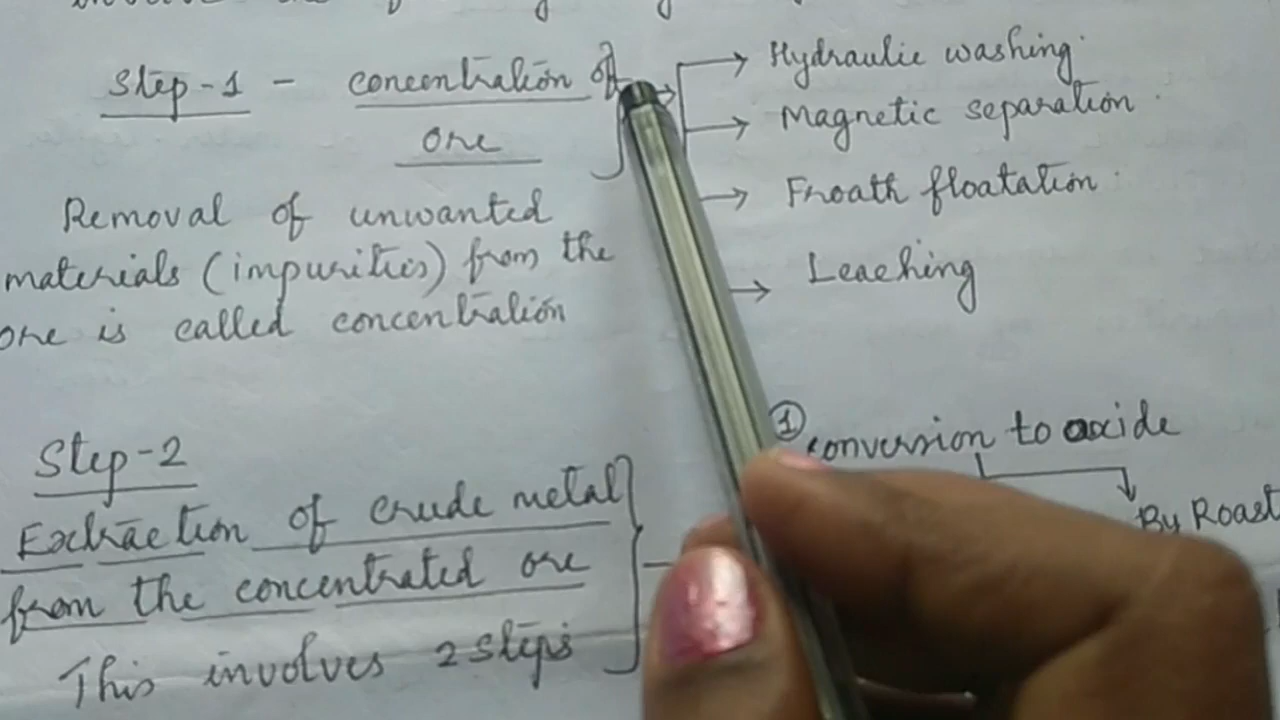 Step-1 - concentration of
ore
Hydraulic washing
Magnetic separation
Froath floatation
Leaching
Removal of unwanted
materials (impurities) from the
ore is called concentration
Step-2
Extraction of crude metal
from the concentrated ore
This involves 2 steps
① conversion to oxide
By Roast